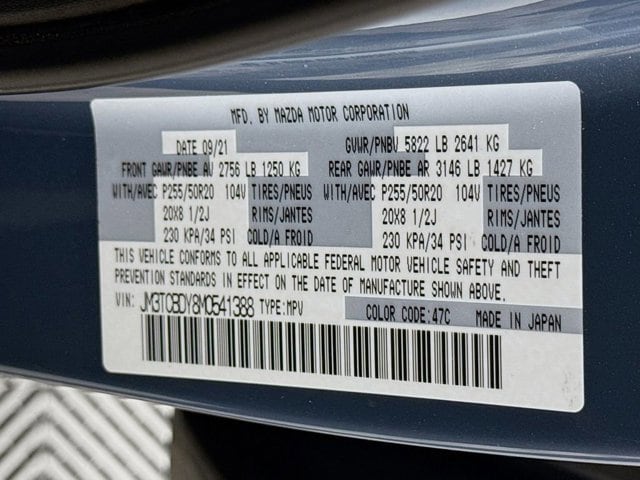 MFD. BY MAZDA MOTOR CORPORATION
DATE 09/21 GVWR/PNBV 5822 LB 2641 KG
FRONT GAWR/PNBE AV 2756 LB 1250 KG REAR GAWR/PNBE AR 3146 LB 1427 KG
WITH/AVEC P255/50R20 104V TIRES/PNEUS WITH/AVEC P255/50R20 104V TIRES/PNEUS
20X8 1/2J RIMS/JANTES 20X8 1/2J RIMS/JANTES
230 KPA/34 PSI COLD/A FROID 230 KPA/34 PSI COLD/A FROID
THIS VEHICLE CONFORMS TO ALL APPLICABLE FEDERAL MOTOR VEHICLE SAFETY AND THEFT
PREVENTION STANDARDS IN EFFECT ON THE DATE OF MANUFACTURE SHOWN ABOVE.
VIN: JM3TCBDY8M0541388 TYPE:MPV COLOR CODE:47C MADE IN JAPAN